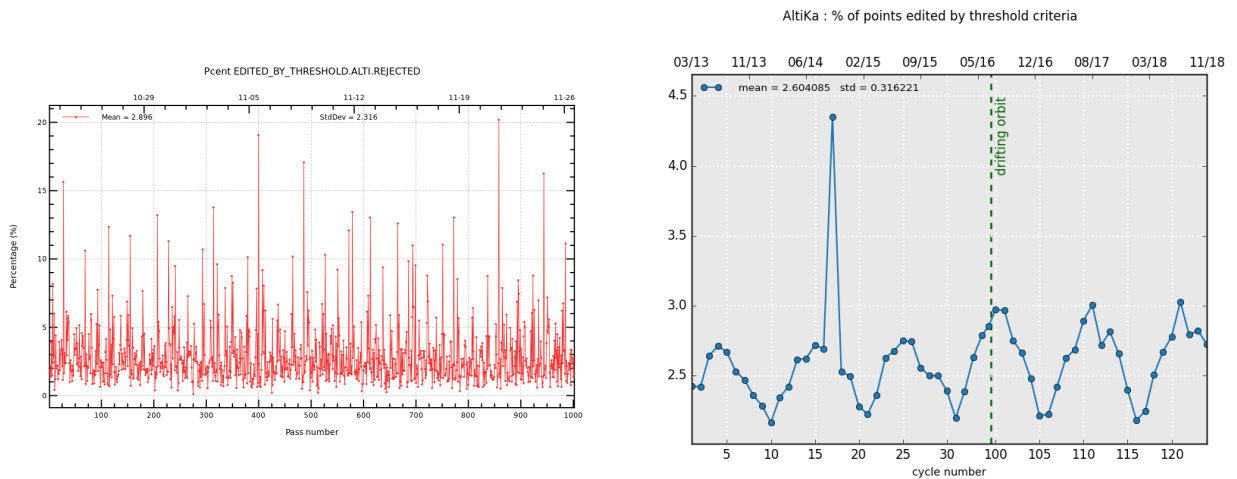 Pcent EDITED_BY_THRESHOLD.ALTI.REJECTED
10-29 11-05 11-12 11-19 11-26
Mean = 2.896 StdDev = 2.316
20
15
10
5
0
Percentage (%)
100 200 300 400 500 600 700 800 900 1000
Pass number
AltiKa : % of points edited by threshold criteria
03/13 11/13 06/14 02/15 09/15 05/16 12/16 08/17 03/18 11/18
mean = 2.604085 std = 0.316221
4.5
4.0
3.5
3.0
2.5
drifting orbit
5 10 15 20 25 30 100 105 110 115 120
cycle number